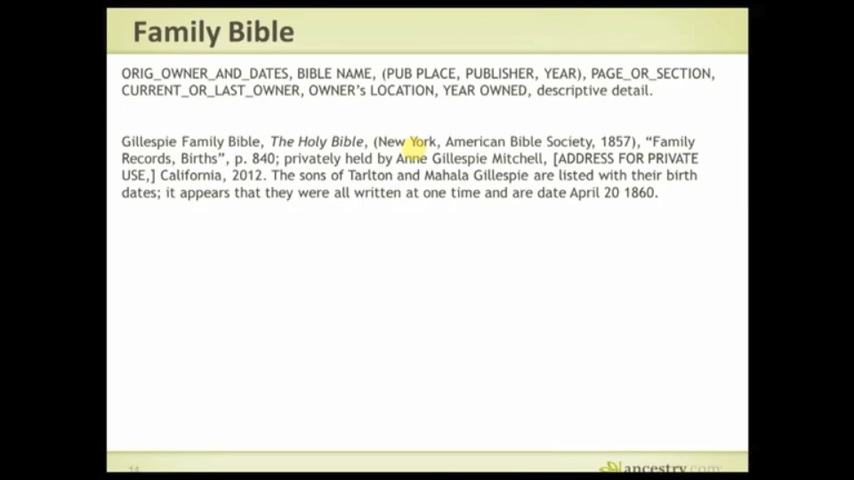 Family Bible
ORIG_OWNER_AND_DATES, BIBLE NAME, (PUB PLACE, PUBLISHER, YEAR), PAGE_OR_SECTION,
CURRENT_OR_LAST_OWNER, OWNER's LOCATION, YEAR OWNED, descriptive detail.
Gillespie Family Bible, The Holy Bible, (New York, American Bible Society, 1857), “Family
Records, Births”, p. 840; privately held by Anne Gillespie Mitchell, [ADDRESS FOR PRIVATE
USE,] California, 2012. The sons of Tarlton and Mahala Gillespie are listed with their birth
dates; it appears that they were all written at one time and are date April 20 1860.
14
ancestry.com